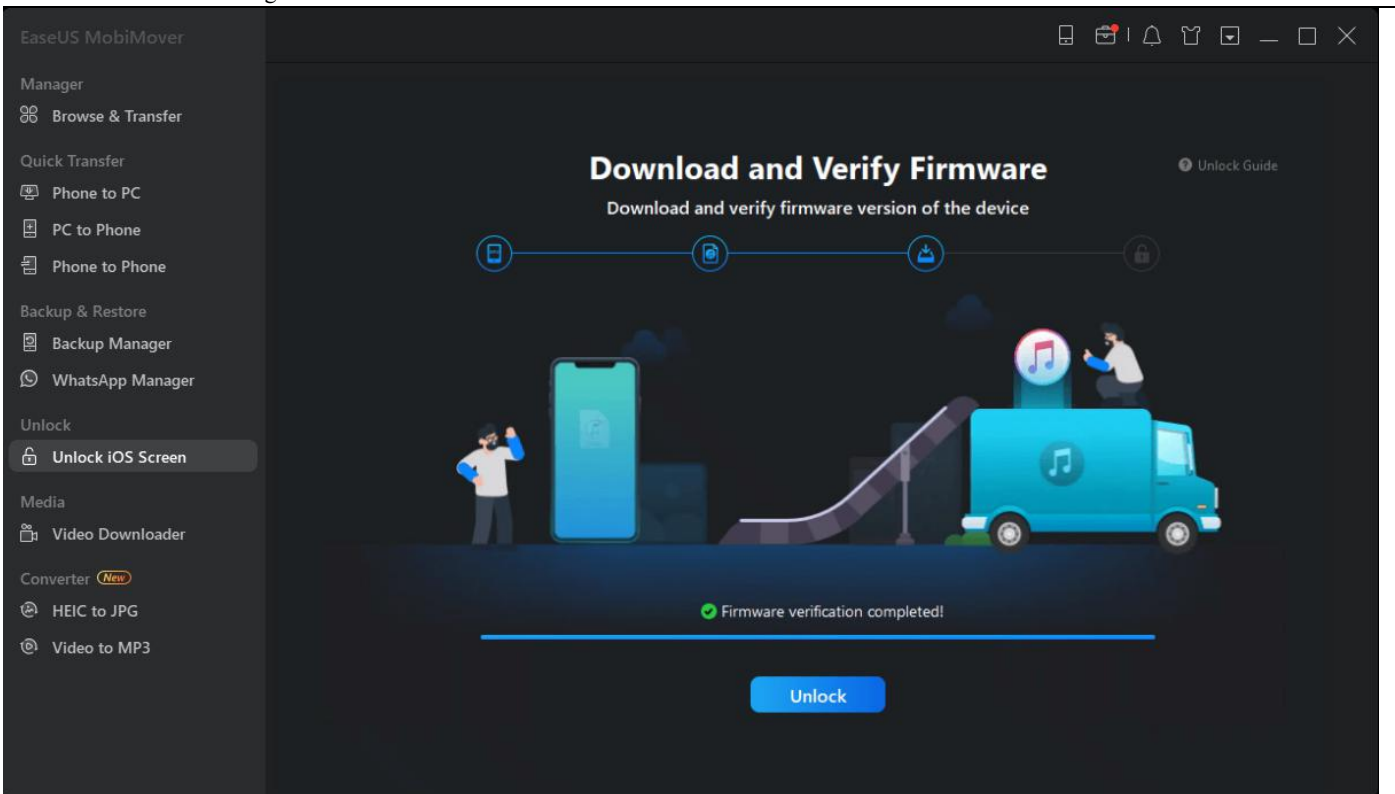 EaseUS MobiMover
Manager
Browse & Transfer
Quick Transfer
Phone to PC
PC to Phone
Phone to Phone
Backup & Restore
Backup Manager
WhatsApp Manager
Unlock
Unlock iOS Screen
Media
Video Downloader
Converter New
HEIC to JPG
Video to MP3
Download and Verify Firmware
Unlock Guide
Download and verify firmware version of the device
Firmware verification completed!
Unlock